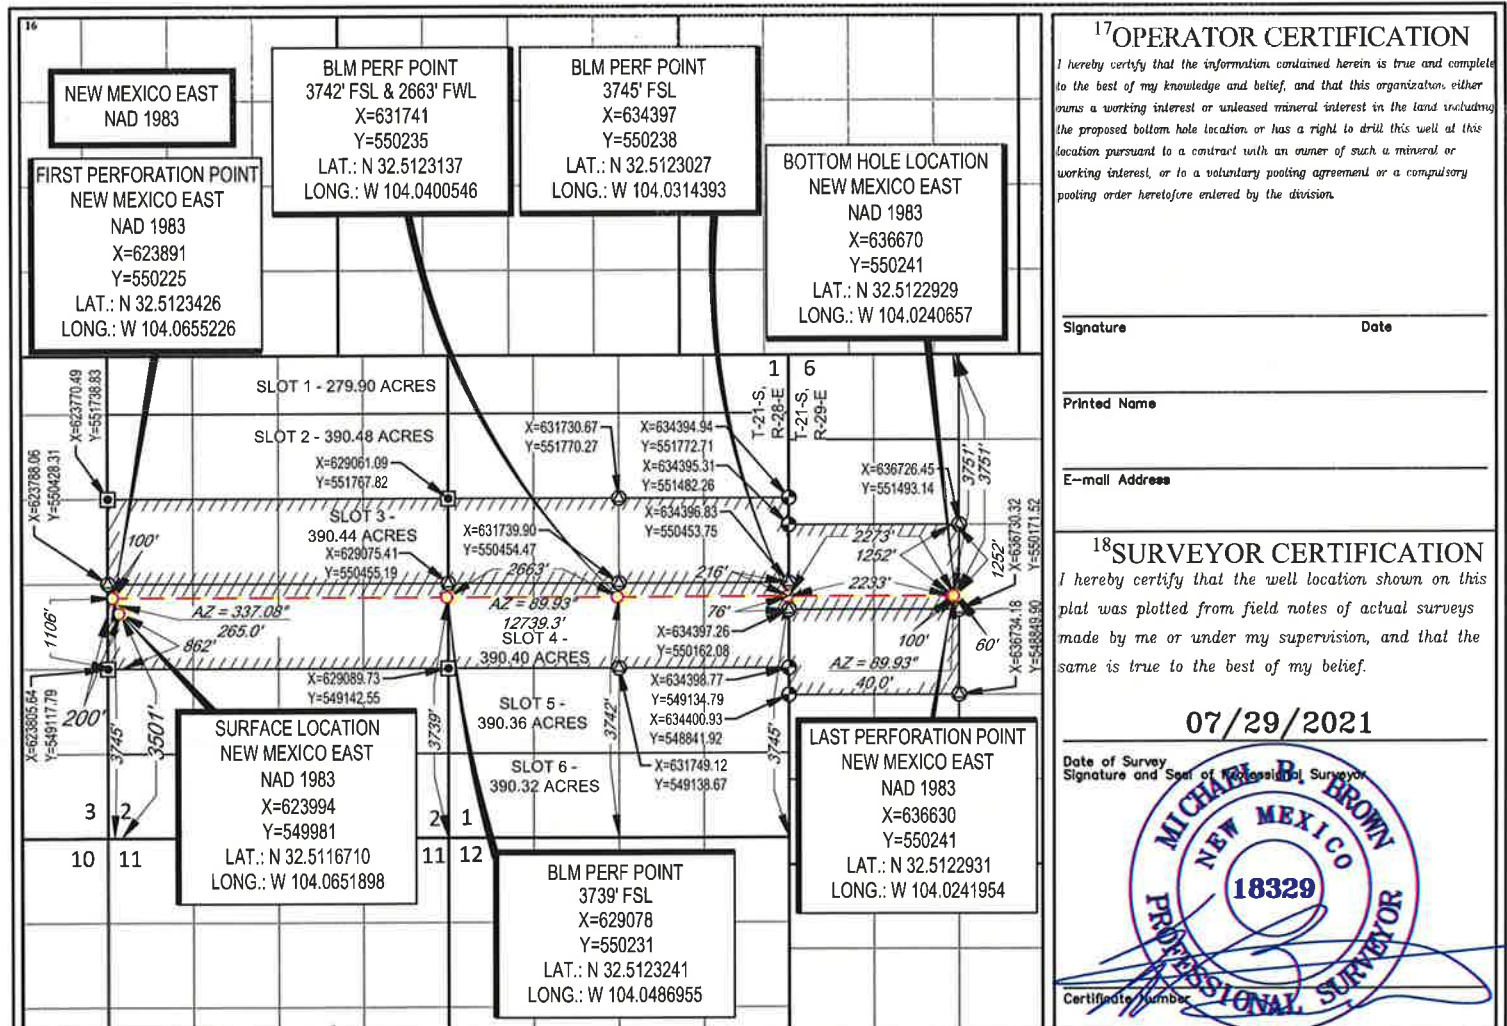 16
NEW MEXICO EAST
NAD 1983
FIRST PERFORATION POINT
NEW MEXICO EAST
NAD 1983
X=623891
Y=550225
LAT.: N 32.5123426
LONG.: W 104.0655226
BLM PERF POINT
3742' FSL & 2663' FWL
X=631741
Y=550235
LAT.: N 32.5123137
LONG.: W 104.0400546
BLM PERF POINT
3745' FSL
X=634397
Y=550238
LAT.: N 32.5123027
LONG.: W 104.0314393
BOTTOM HOLE LOCATION
NEW MEXICO EAST
NAD 1983
X=636670
Y=550241
LAT.: N 32.5122929
LONG.: W 104.0240657
X=623770.49
Y=551738.83
SLOT 1 - 279.90 ACRES
SLOT 2 - 390.48 ACRES
1
6
T-21-S,
R-28-E
T-21-S,
R-29-E
X=631730.67
Y=551770.27
X=634394.94
Y=551772.71
X=634395.31
Y=551482.26
X=634396.83
Y=550453.75
X=629061.09
Y=551767.82
X=636726.45
Y=551493.14
3751'
3751'
X=623788.06
Y=550428.31
SLOT 3 -
390.44 ACRES
X=629075.41
Y=550455.19
X=631739.90
Y=550454.47
X=636730.32
Y=550171.52
100'
2663'
216'
2273'
1252'
2233'
1252'
AZ = 337.08°
265.0'
AZ = 89.93°
12739.3'
76'
1106'
862'
100'
60'
SLOT 4 -
390.40 ACRES
X=634397.26
Y=550162.08
AZ = 89.93°
40.0'
X=636734.18
Y=548849.90
X=623805.64
Y=549117.79
200'
3745'
3501'
X=629089.73
Y=549142.55
3739'
SLOT 5 -
390.36 ACRES
3742'
X=634398.77
Y=549134.79
X=634400.93
Y=548841.92
3745'
X=631749.12
Y=549138.67
SLOT 6 -
390.32 ACRES
3
2
2
1
10
11
11
12
SURFACE LOCATION
NEW MEXICO EAST
NAD 1983
X=623994
Y=549981
LAT.: N 32.5116710
LONG.: W 104.0651898
BLM PERF POINT
3739' FSL
X=629078
Y=550231
LAT.: N 32.5123241
LONG.: W 104.0486955
LAST PERFORATION POINT
NEW MEXICO EAST
NAD 1983
X=636630
Y=550241
LAT.: N 32.5122931
LONG.: W 104.0241954
17 OPERATOR CERTIFICATION
I hereby certify that the information contained herein is true and complete
to the best of my knowledge and belief, and that this organization either
owns a working interest or unleased mineral interest in the land including
the proposed bottom hole location or has a right to drill this well at this
location pursuant to a contract with an owner of such a mineral or
working interest, or to a voluntary pooling agreement or a compulsory
pooling order heretofore entered by the division.
Signature Date
Printed Name
E-mail Address
18 SURVEYOR CERTIFICATION
I hereby certify that the well location shown on this
plat was plotted from field notes of actual surveys
made by me or under my supervision, and that the
same is true to the best of my belief.
07/29/2021
Date of Survey
Signature and Seal of Professional Surveyor
MICHAEL B. BROWN
NEW MEXICO
18329
PROFESSIONAL SURVEYOR
Certificate Number